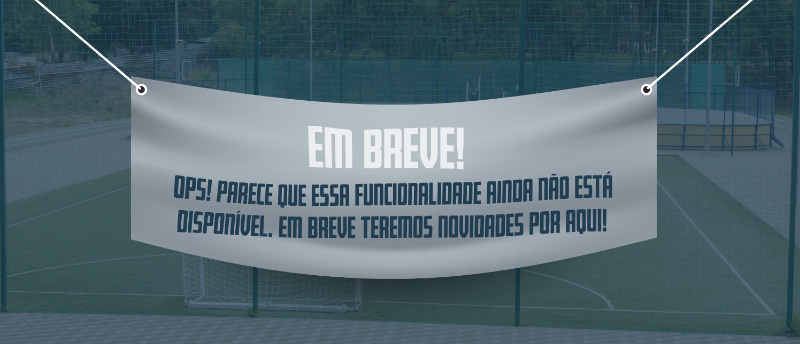 EM BREVE!
OPS! PARECE QUE ESSA FUNCIONALIDADE AINDA NÃO ESTÁ
DISPONÍVEL. EM BREVE TEREMOS NOVIDADES POR AQUI!